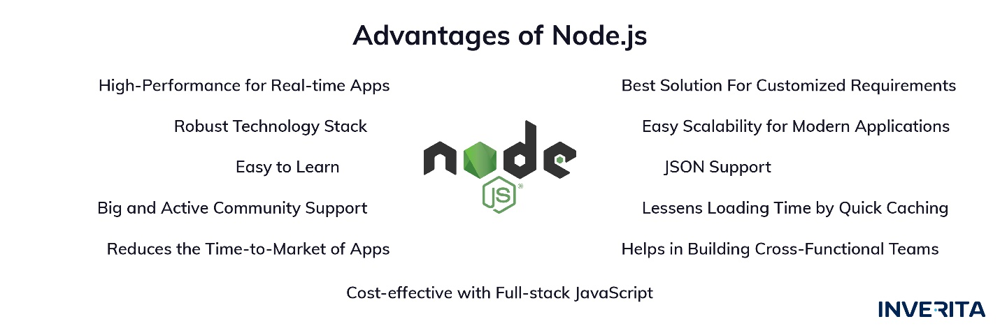 Advantages of Node.js
High-Performance for Real-time Apps
Robust Technology Stack
Easy to Learn
Big and Active Community Support
Reduces the Time-to-Market of Apps
node
JS®
Best Solution For Customized Requirements
Easy Scalability for Modern Applications
JSON Support
Lessens Loading Time by Quick Caching
Helps in Building Cross-Functional Teams
Cost-effective with Full-stack JavaScript
INVERITA